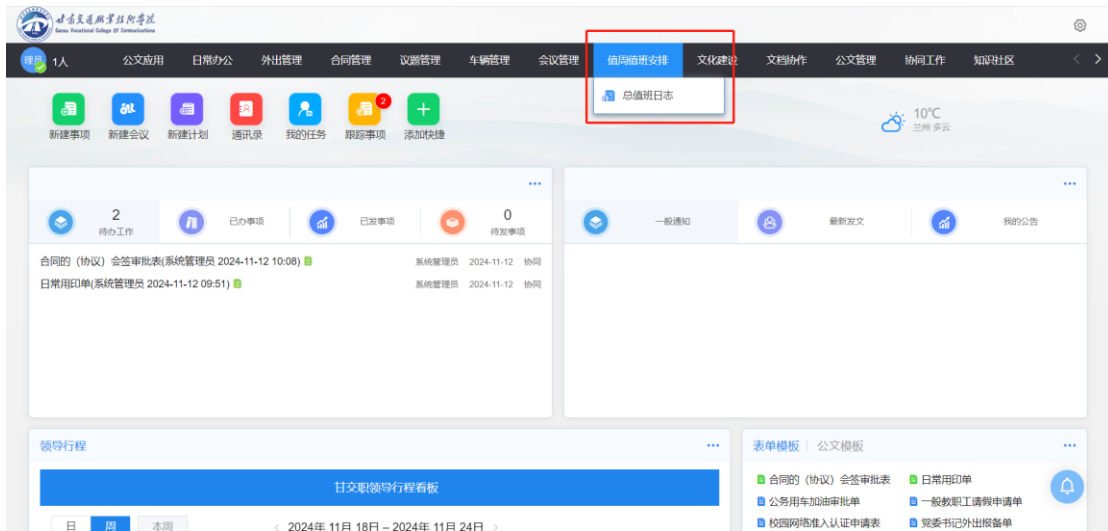 甘肃交通职业技术学院
Gansu Vocational College Of Communications
理员 1人 公文应用 日常办公 外出管理 合同管理 议题管理 车辆管理 会议管理 值周值班安排 文化建设 文档协作 公文管理 协同工作 知识社区
总值班日志
2
新建事项 新建会议 新建计划 通讯录 我的任务 跟踪事项 添加快捷
10℃
兰州 多云
2 待办工作 已办事项 已发事项 0 待发事项
一般通知 最新发文 我的公告
合同的（协议）会签审批表(系统管理员 2024-11-12 10:08) 系统管理员 2024-11-12 协同
日常用印单(系统管理员 2024-11-12 09:51) 系统管理员 2024-11-12 协同
领导行程
甘交职领导行程看板
日 周 本周 2024年 11月 18日 – 2024年 11月 24日
表单模板 公文模板
合同的（协议）会签审批表 日常用印单
公务用车加油审批单 一般教职工请假申请单
校园网络准入认证申请表 党委书记外出报备单